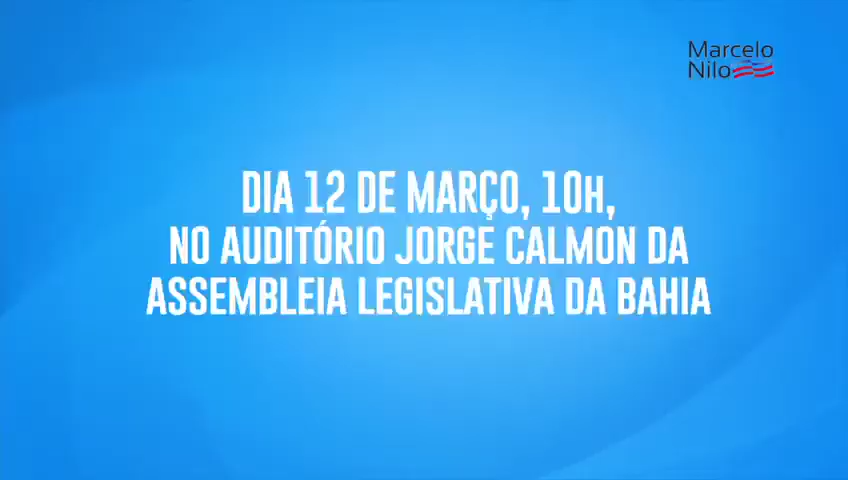 Marcelo
Nilo
DIA 12 DE MARÇO, 10H,
NO AUDITÓRIO JORGE CALMON DA
ASSEMBLEIA LEGISLATIVA DA BAHIA